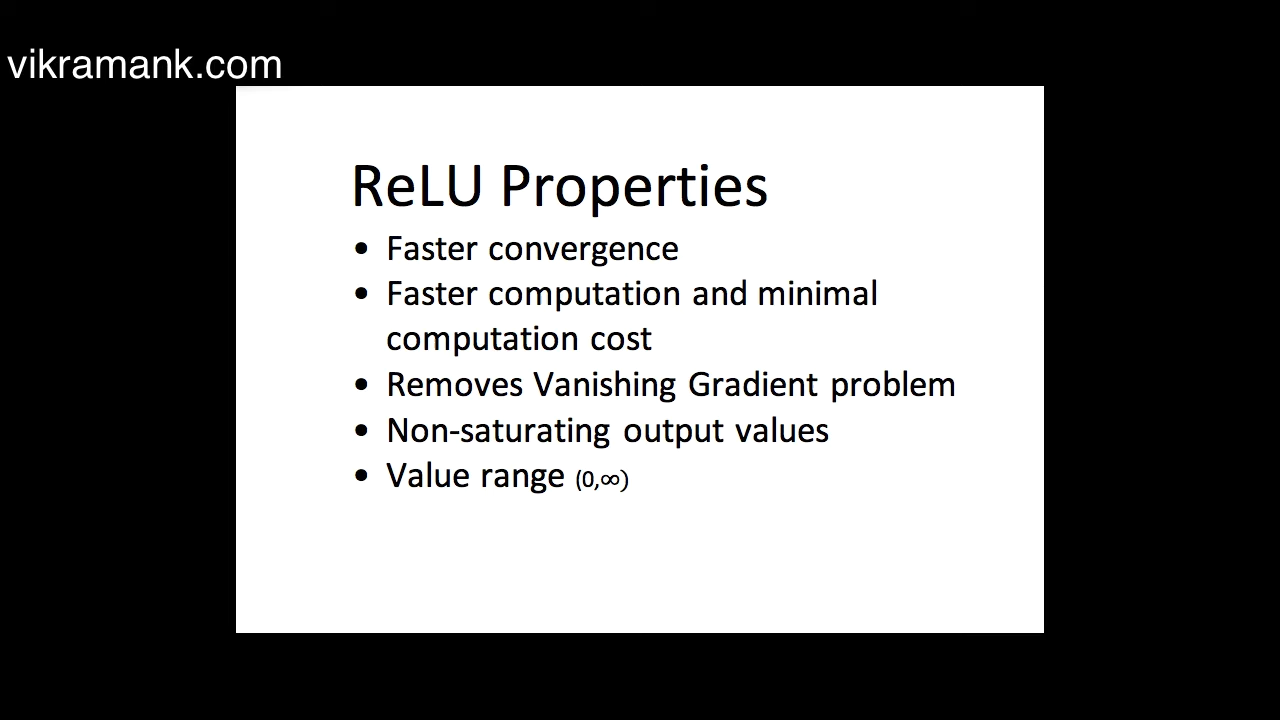 vikramank.com
ReLU Properties
• Faster convergence
• Faster computation and minimal
computation cost
• Removes Vanishing Gradient problem
• Non-saturating output values
• Value range (0,∞)